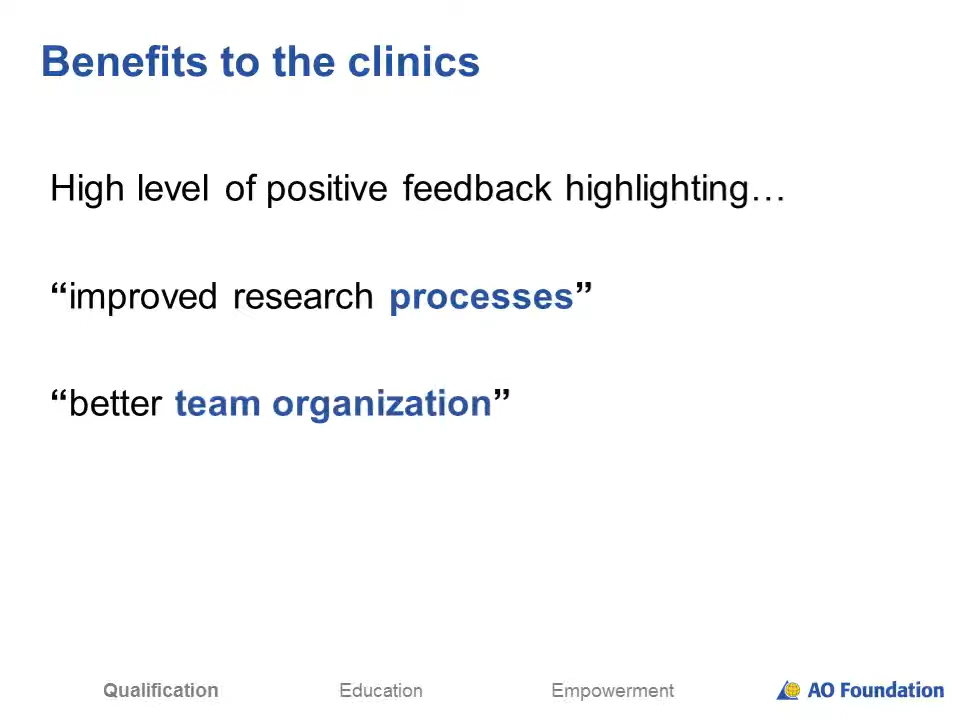 Benefits to the clinics
High level of positive feedback highlighting…
“improved research processes”
“better team organization”
Qualification Education Empowerment AO Foundation